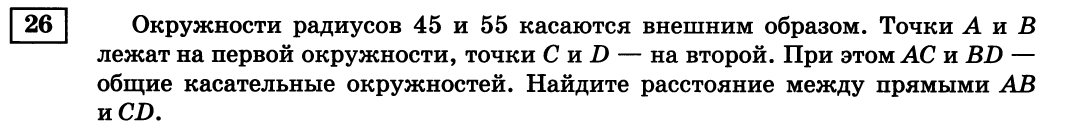 26 Окружности радиусов 45 и 55 касаются внешним образом. Точки A и B
лежат на первой окружности, точки C и D — на второй. При этом AC и BD —
общие касательные окружностей. Найдите расстояние между прямыми AB
и CD.